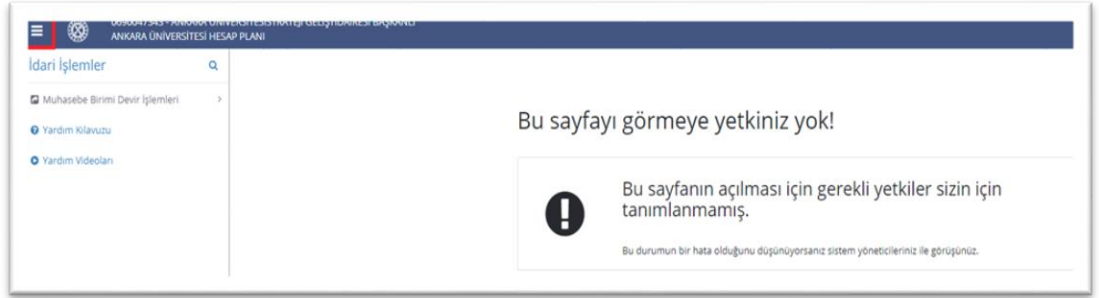 ANKARA ÜNİVERSİTESİ HESAP PLANI
İdari İşlemler
Muhasebe Birimi Devir İşlemleri
Yardım Kılavuzu
Yardım Videoları
Bu sayfayı görmeye yetkiniz yok!
Bu sayfanın açılması için gerekli yetkiler sizin için
tanımlanmamış.
Bu durumun bir hata olduğunu düşünüyorsanız sistem yöneticileriniz ile görüşünüz.